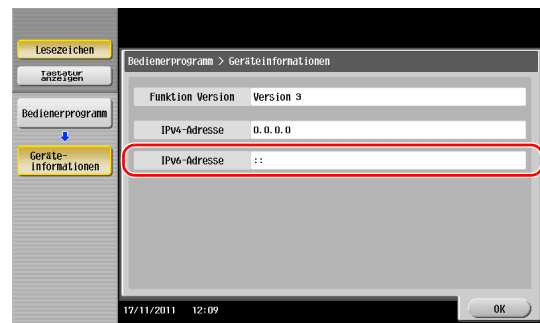 Lesezeichen
Tastatur
anzeigen
Bedienerprogramm
Geräte-
informationen
Bedienerprogramm > Geräteinformationen
Funktion Version Version 3
IPv4-Adresse 0.0.0.0
IPv6-Adresse ::
17/11/2011 12:09
OK